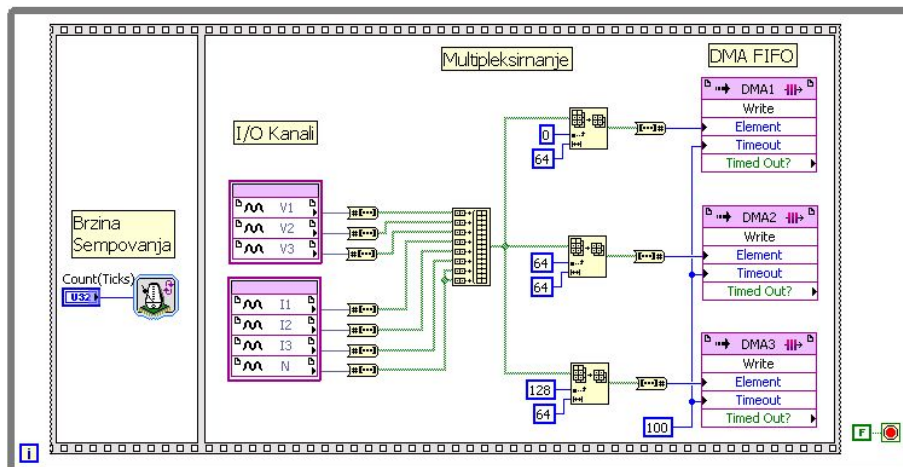 Multipleksirnanje
DMA FIFO
I/O Kanali
Brzina
Sempovanja
Count(Ticks)
U32
V1
V2
V3
I1
I2
I3
N
0
64
64
64
128
64
100
DMA1
Write
Element
Timeout
Timed Out?
DMA2
Write
Element
Timeout
Timed Out?
DMA3
Write
Element
Timeout
Timed Out?
i
F